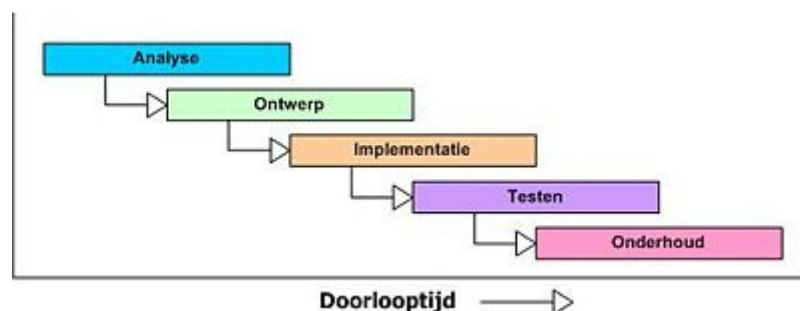 Analyse
Ontwerp
Implementatie
Testen
Onderhoud
Doorlooptijd